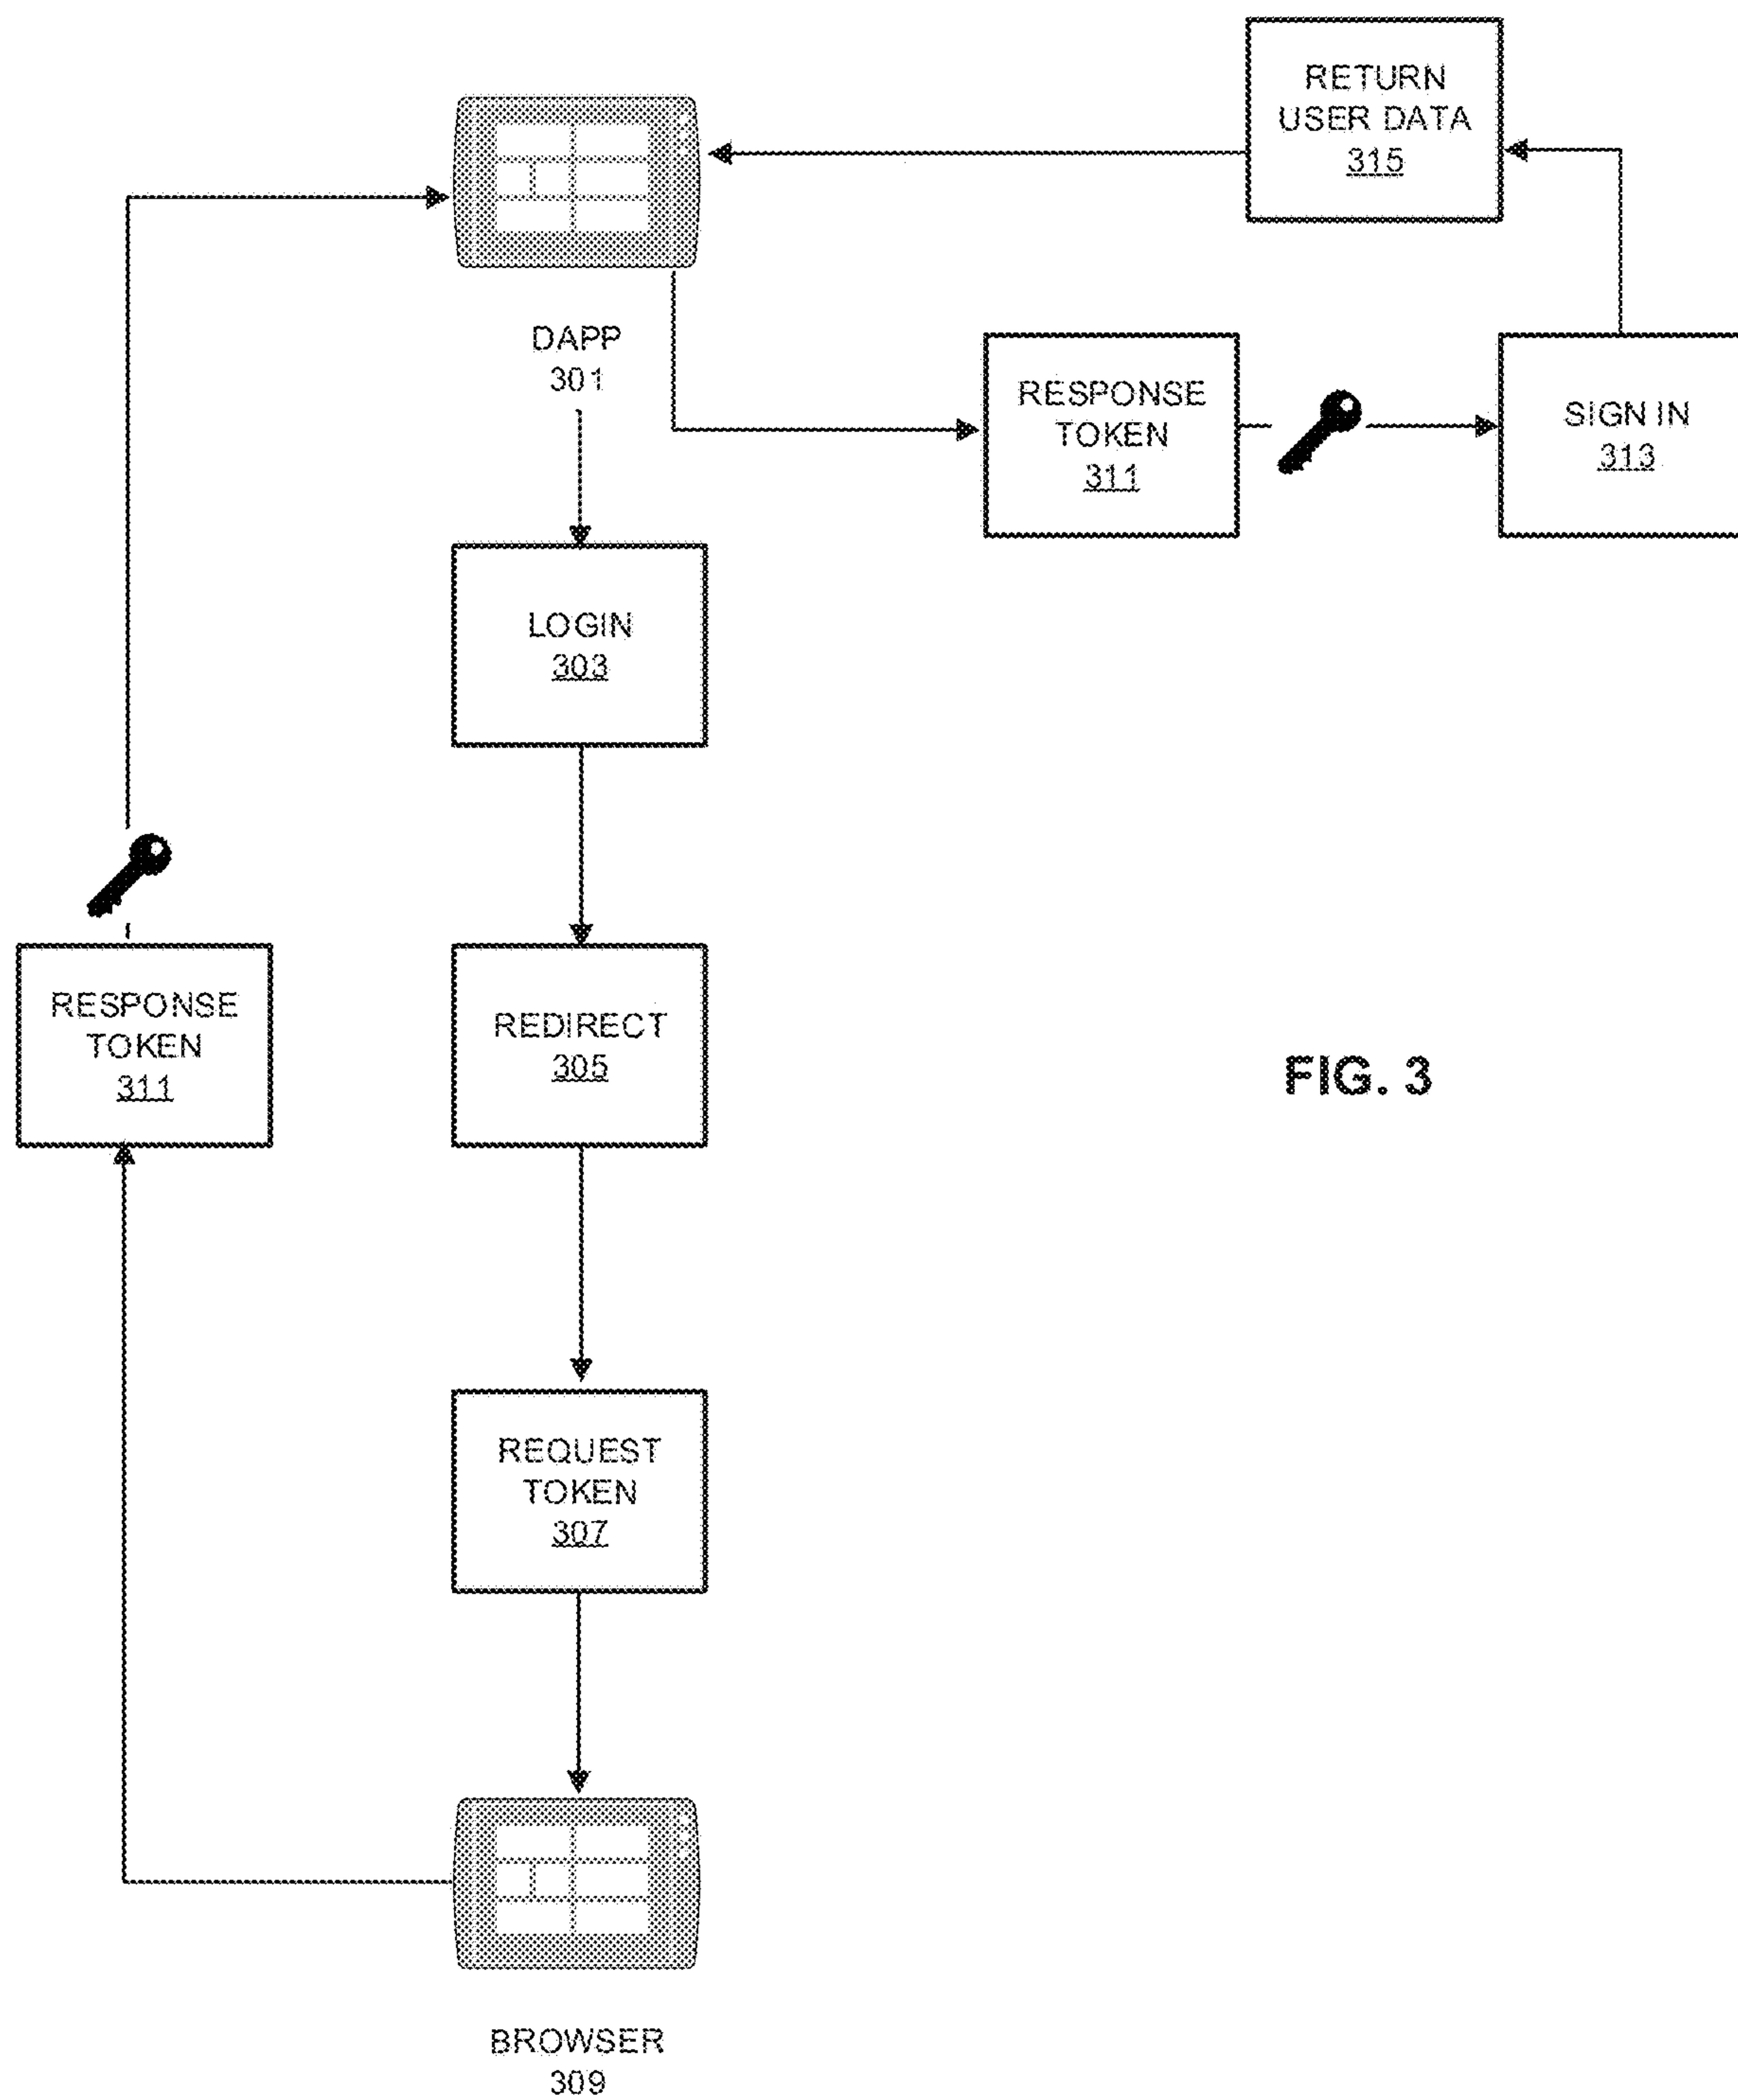 RETURN
USER DATA
315
DAPP
301
RESPONSE
TOKEN
311
SIGN IN
313
LOGIN
303
RESPONSE
TOKEN
311
REDIRECT
305
FIG. 3
REQUEST
TOKEN
307
BROWSER
309